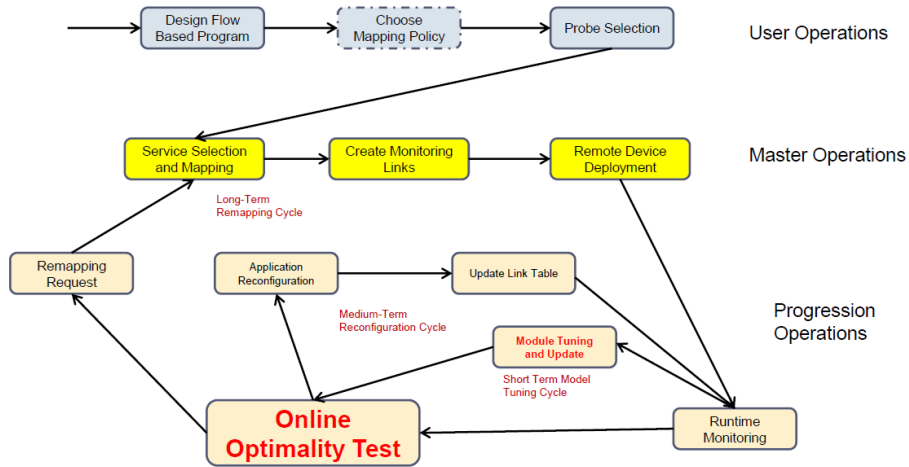 Design Flow
Based Program
Choose
Mapping Policy
Probe Selection
User Operations
Service Selection
and Mapping
Create Monitoring
Links
Remote Device
Deployment
Master Operations
Long-Term
Remapping Cycle
Remapping
Request
Application
Reconfiguration
Update Link Table
Medium-Term
Reconfiguration Cycle
Progression
Operations
Module Tuning
and Update
Short Term Model
Tuning Cycle
Online
Optimality Test
Runtime
Monitoring